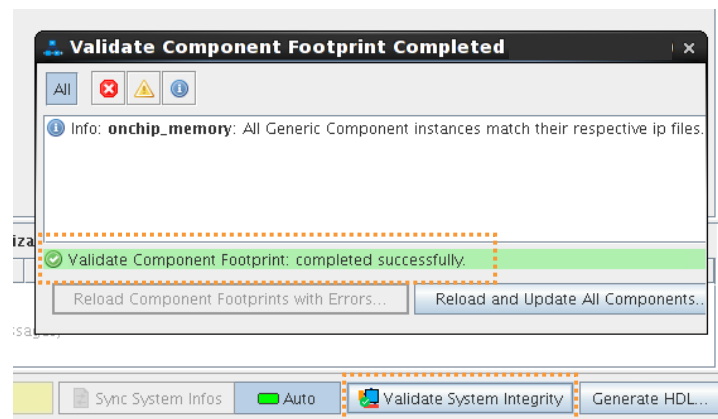 Validate Component Footprint Completed
All
Info: onchip_memory: All Generic Component instances match their respective ip files.
iza
Validate Component Footprint: completed successfully.
Reload Component Footprints with Errors...
Reload and Update All Components..
Sync System Infos
Auto
Validate System Integrity
Generate HDL...